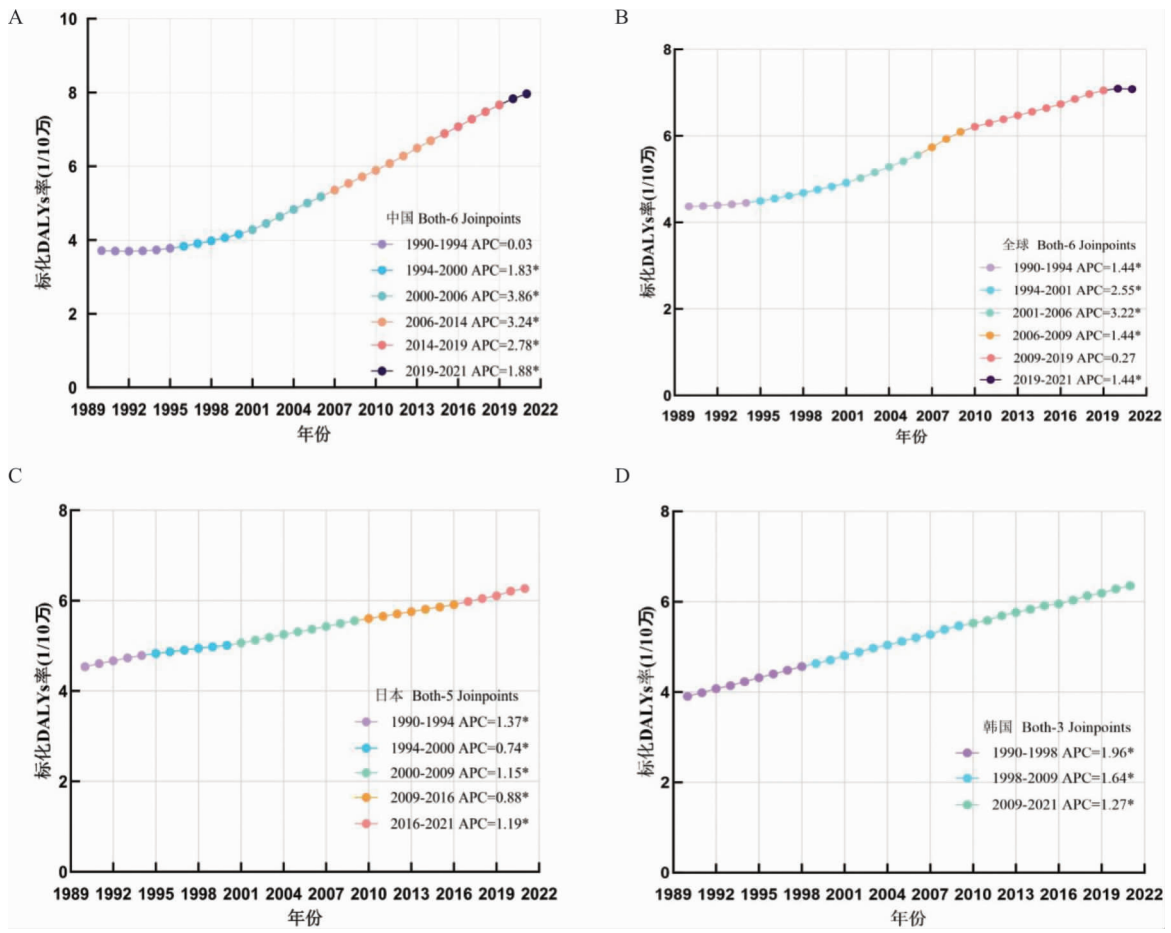 A
标化DALYs率(1/10万)
10
8
6
4
2
0
中国 Both-6 Joinpoints
1990-1994 APC=0.03
1994-2000 APC=1.83*
2000-2006 APC=3.86*
2006-2014 APC=3.24*
2014-2019 APC=2.78*
2019-2021 APC=1.88*
1989 1992 1995 1998 2001 2004 2007 2010 2013 2016 2019 2022
年份
B
标化DALYs率(1/10万)
8
6
4
2
0
全球 Both-6 Joinpoints
1990-1994 APC=1.44*
1994-2001 APC=2.55*
2001-2006 APC=3.22*
2006-2009 APC=1.44*
2009-2019 APC=0.27
2019-2021 APC=1.44*
1989 1992 1995 1998 2001 2004 2007 2010 2013 2016 2019 2022
年份
C
标化DALYs率(1/10万)
8
6
4
2
0
日本 Both-5 Joinpoints
1990-1994 APC=1.37*
1994-2000 APC=0.74*
2000-2009 APC=1.15*
2009-2016 APC=0.88*
2016-2021 APC=1.19*
1989 1992 1995 1998 2001 2004 2007 2010 2013 2016 2019 2022
年份
D
标化DALYs率(1/10万)
8
6
4
2
0
韩国 Both-3 Joinpoints
1990-1998 APC=1.96*
1998-2009 APC=1.64*
2009-2021 APC=1.27*
1989 1992 1995 1998 2001 2004 2007 2010 2013 2016 2019 2022
年份